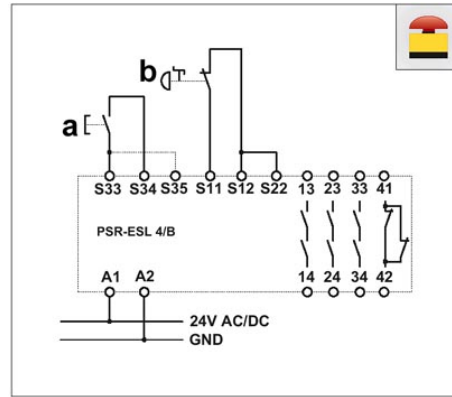 b
a
S33 S34 S35 S11 S12 S22 13 23 33 41
PSR-ESL 4/B
A1 A2 14 24 34 42
24V AC/DC
GND